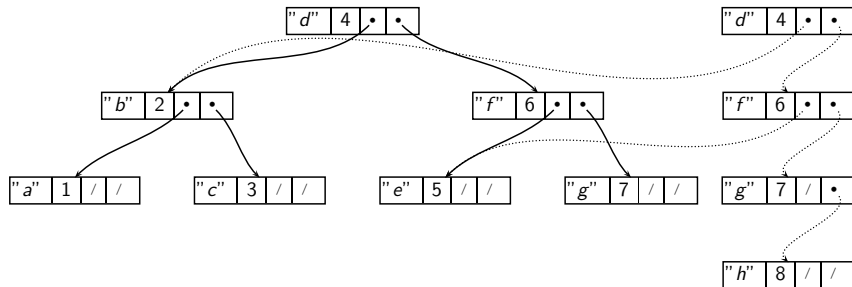 "d" 4 • • "d" 4 • •
"b" 2 • • "f" 6 • • "f" 6 • •
"a" 1 / / "c" 3 / / "e" 5 / / "g" 7 / / "g" 7 / •
"h" 8 / /